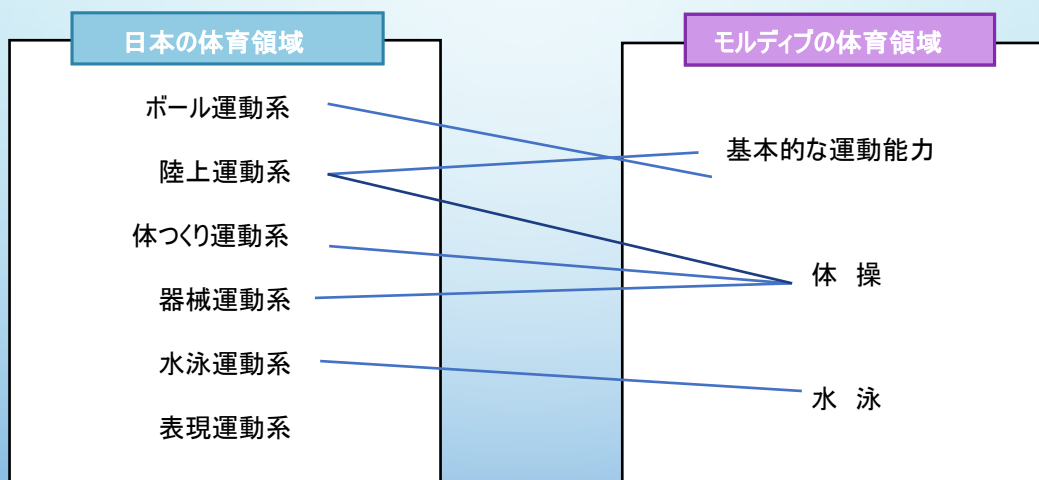 日本の体育領域
ボール運動系
陸上運動系
体つくり運動系
器械運動系
水泳運動系
表現運動系
モルディブの体育領域
基本的な運動能力
体　操
水　泳